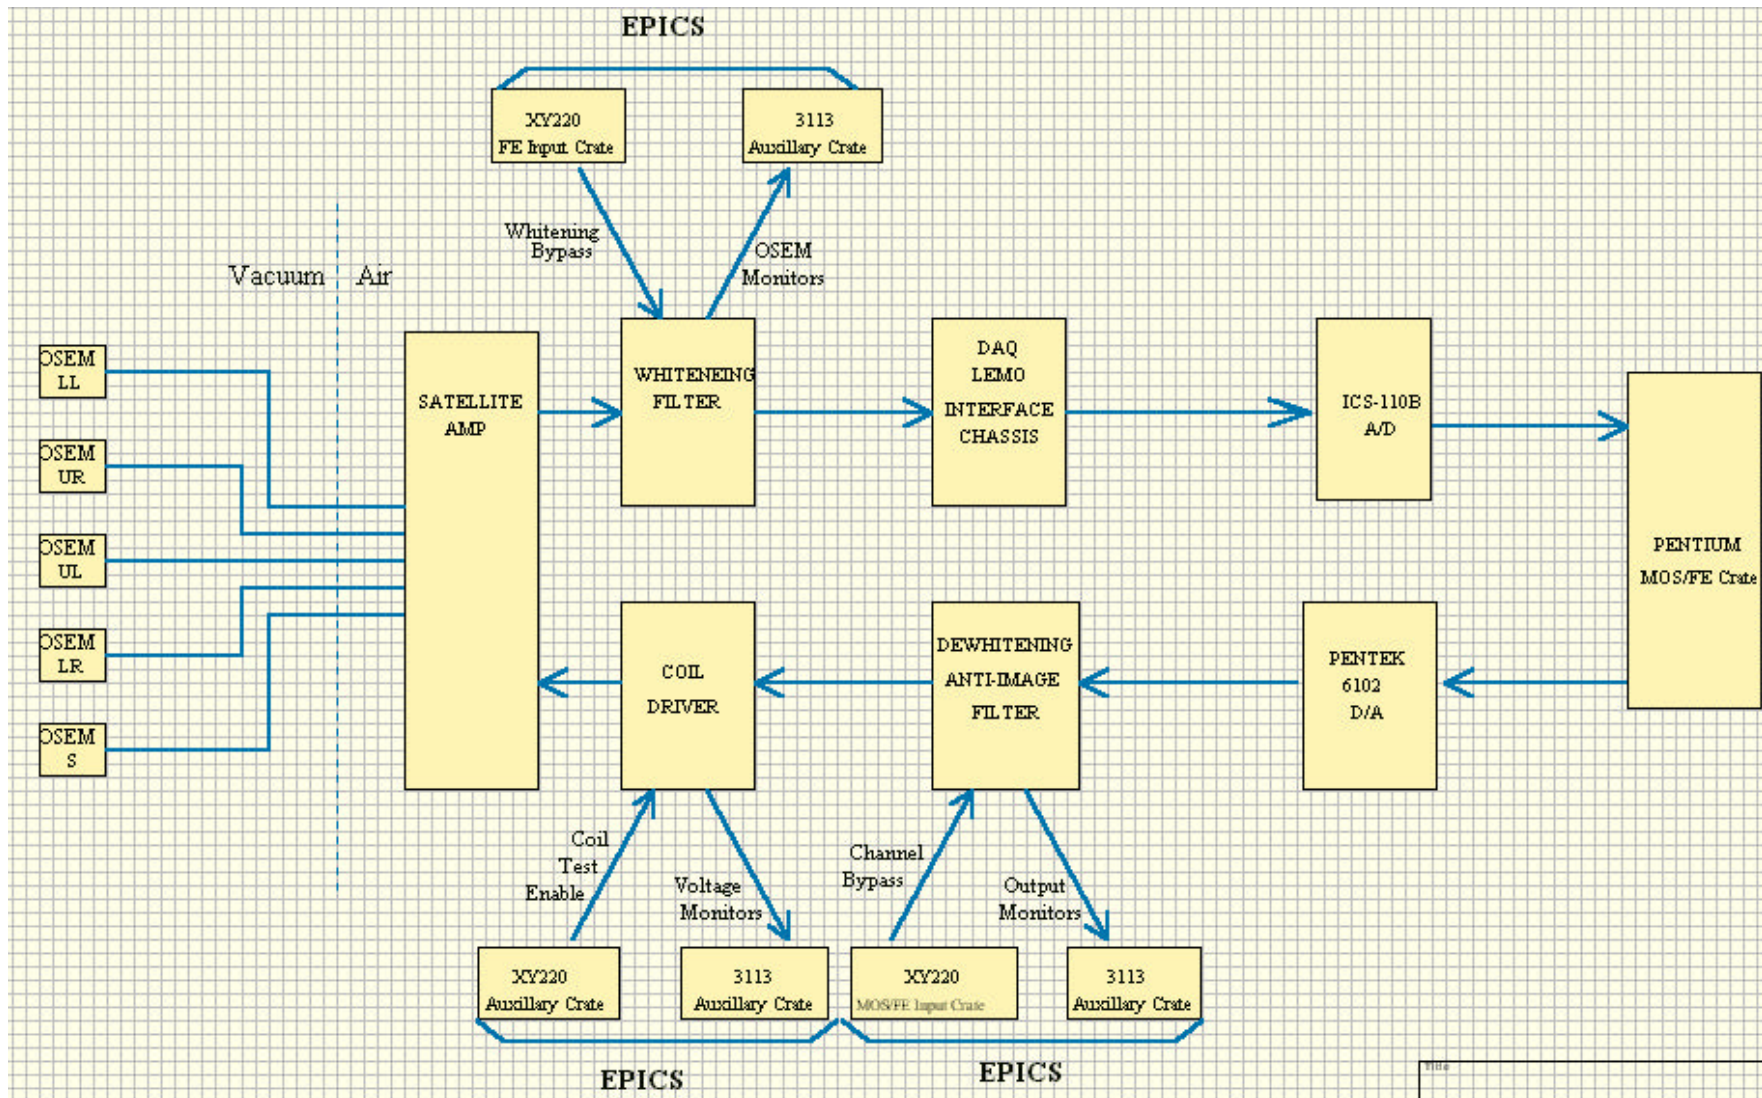 EPICS
XY220
FE Input Crate
3113
Auxillary Crate
Whitening
Bypass
OSEM
Monitors
Vacuum
Air
OSEM
LL
OSEM
UR
OSEM
UL
OSEM
LR
OSEM
S
SATELLITE
AMP
WHITENEING
FILTER
DAQ
LEMO
INTERFACE
CHASSIS
ICS-110B
A/D
PENTIUM
MOS/FE Crate
COIL
DRIVER
DEWHITENING
ANTI-IMAGE
FILTER
PENTEK
6102
D/A
Coil
Test
Enable
Voltage
Monitors
Channel
Bypass
Output
Monitors
XY220
Auxillary Crate
3113
Auxillary Crate
XY220
MOS/FE Input Crate
3113
Auxillary Crate
EPICS
EPICS
Title